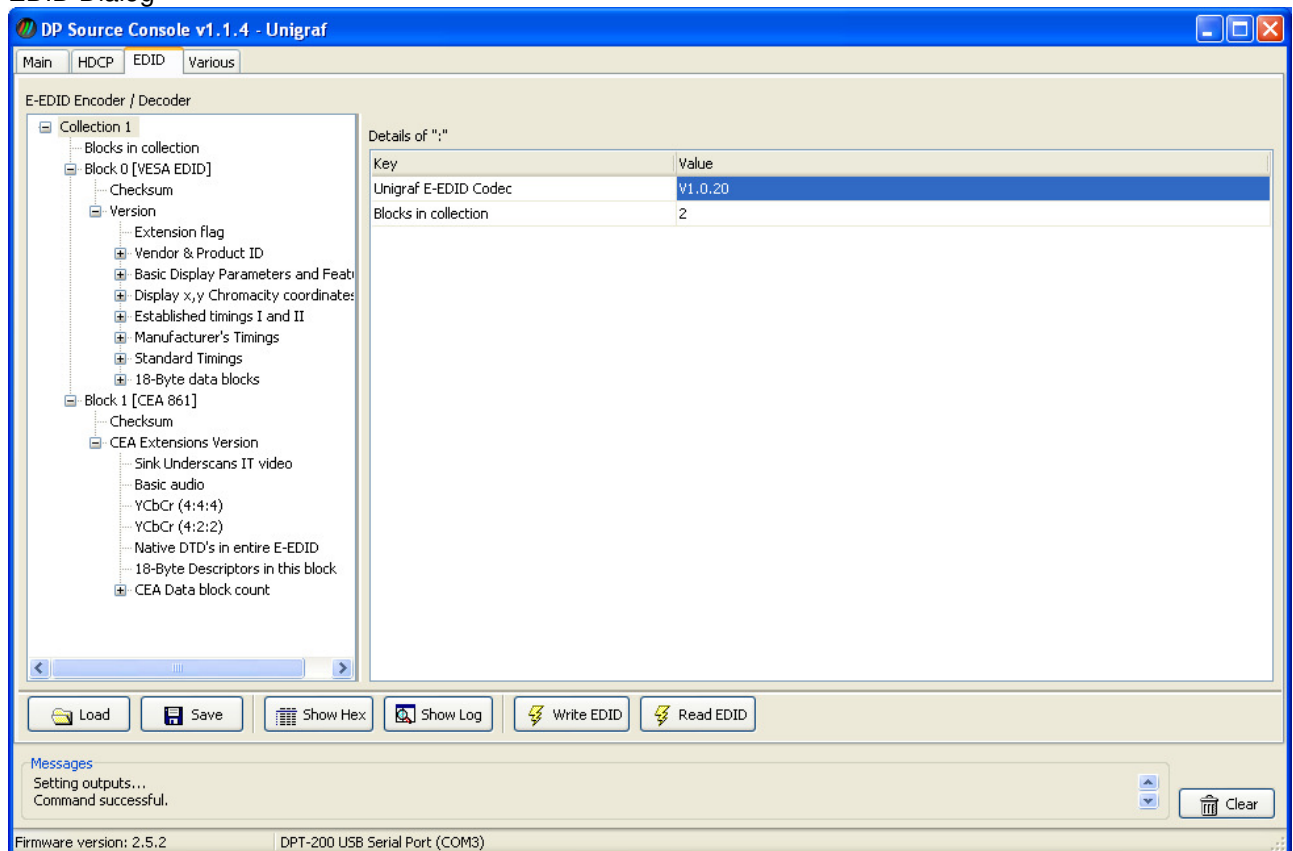 EDID Dialog
DP Source Console v1.1.4 - Unigraf
Main HDCP EDID Various
E-EDID Encoder / Decoder
Collection 1
Blocks in collection
Block 0 [VESA EDID]
Checksum
Version
Extension flag
Vendor & Product ID
Basic Display Parameters and Featu
Display x,y Chromacity coordinates
Established timings I and II
Manufacturer's Timings
Standard Timings
18-Byte data blocks
Block 1 [CEA 861]
Checksum
CEA Extensions Version
Sink Underscans IT video
Basic audio
YCbCr (4:4:4)
YCbCr (4:2:2)
Native DTD's in entire E-EDID
18-Byte Descriptors in this block
CEA Data block count
Details of ":"
Key Value
Unigraf E-EDID Codec V1.0.20
Blocks in collection 2
Load Save Show Hex Show Log Write EDID Read EDID
Messages
Setting outputs...
Command successful.
Clear
Firmware version: 2.5.2 DPT-200 USB Serial Port (COM3)